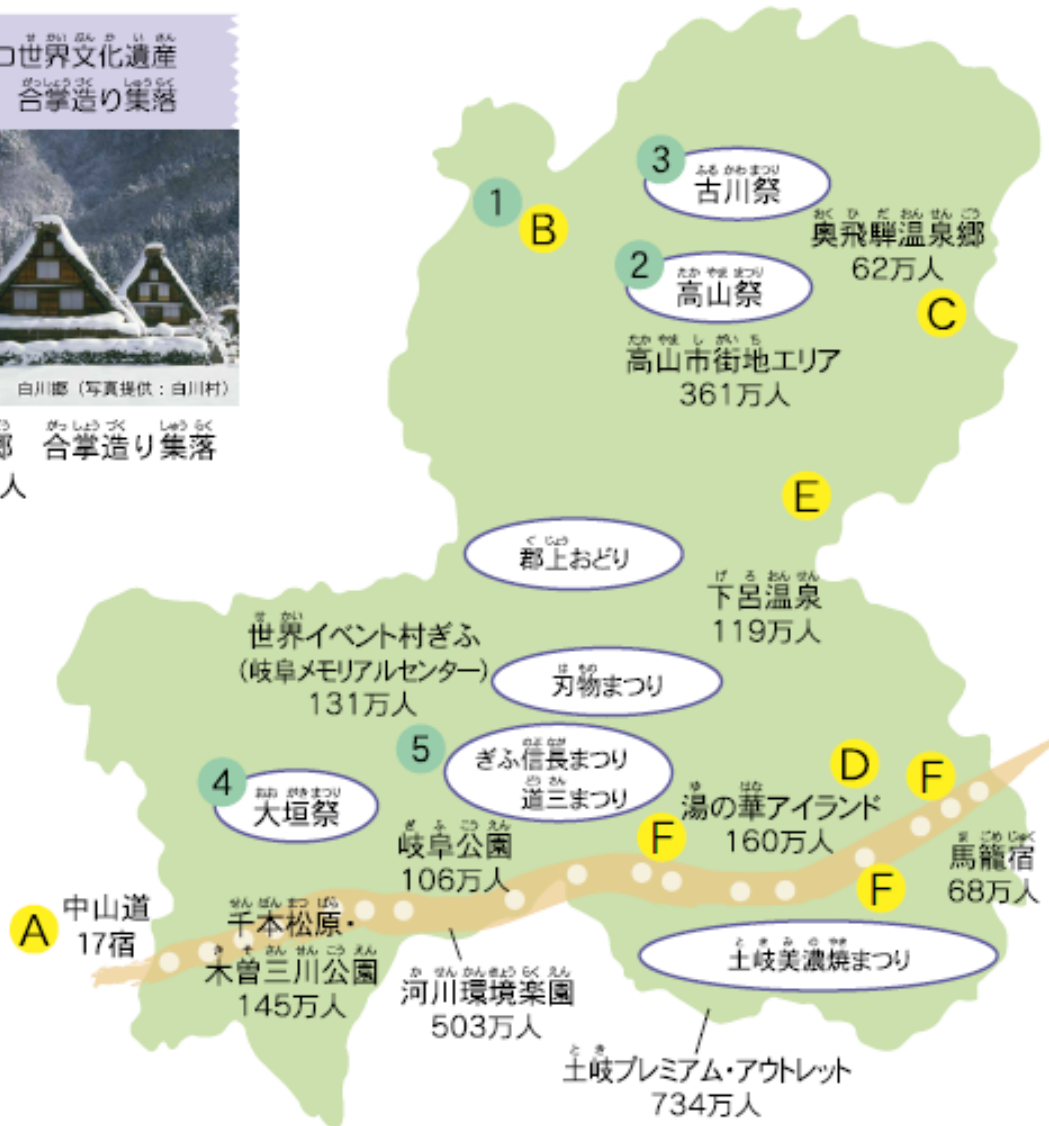 世界文化遺産
合掌造り集落
白川郷(写真提供:白川村)
合掌造り集落
人
1
B
3
古川祭
奥飛騨温泉郷
62万人
2
高山祭
C
高山市街地エリア
361万人
E
郡上おどり
下呂温泉
119万人
世界イベント村ぎふ
(岐阜メモリアルセンター)
131万人
刃物まつり
5
ぎふ信長まつり
道三まつり
4
大垣祭
D
F
湯の華アイランド
160万人
F
岐阜公園
106万人
F
馬籠宿
68万人
A
中山道
17宿
千本松原・
木曽三川公園
145万人
河川環境楽園
503万人
土岐美濃焼まつり
土岐プレミアム・アウトレット
734万人